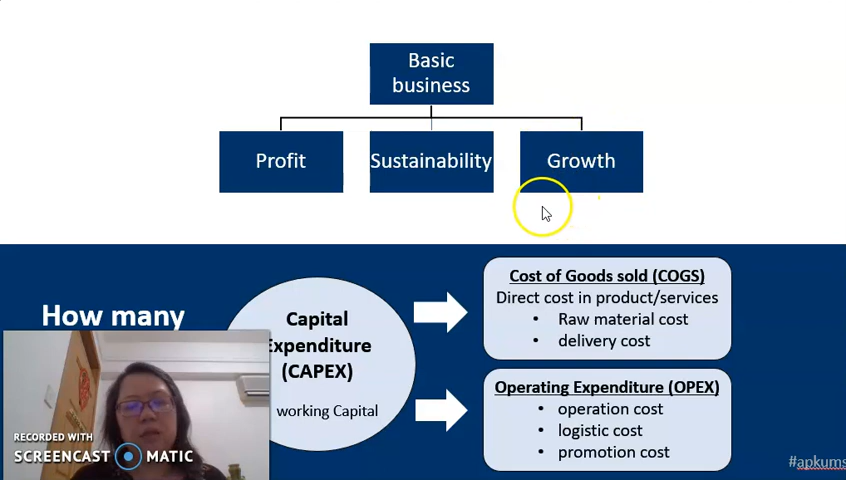 Basic
business
Profit
Sustainability
Growth
How many
Capital
Expenditure
(CAPEX)
working Capital
Cost of Goods sold (COGS)
Direct cost in product/services
• Raw material cost
• delivery cost
Operating Expenditure (OPEX)
• operation cost
• logistic cost
• promotion cost
RECORDED WITH
SCREENCAST MATIC
#apkums